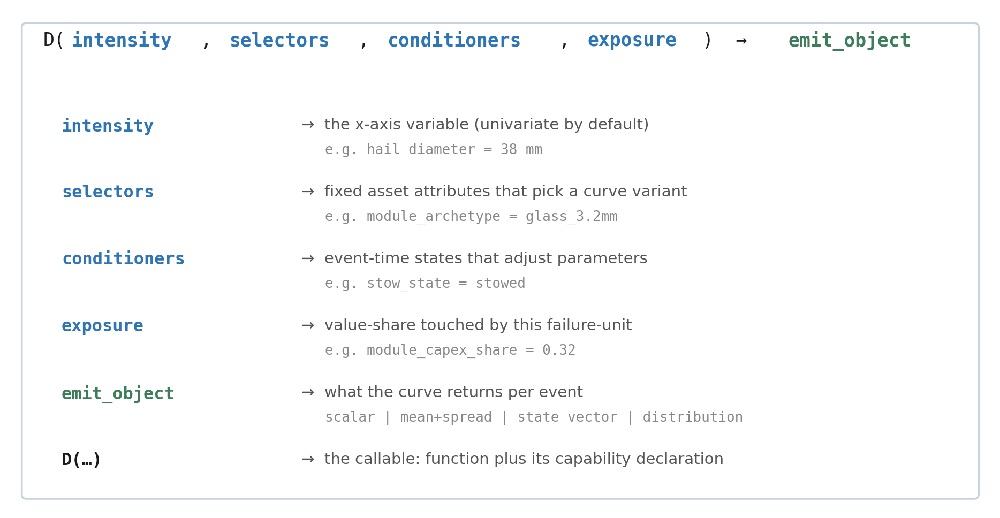 D( intensity , selectors , conditioners , exposure ) → emit_object
intensity → the x-axis variable (univariate by default)
e.g. hail diameter = 38 mm
selectors → fixed asset attributes that pick a curve variant
e.g. module_archetype = glass_3.2mm
conditioners → event-time states that adjust parameters
e.g. stow_state = stowed
exposure → value-share touched by this failure-unit
e.g. module_capex_share = 0.32
emit_object → what the curve returns per event
scalar | mean+spread | state vector | distribution
D(…) → the callable: function plus its capability declaration